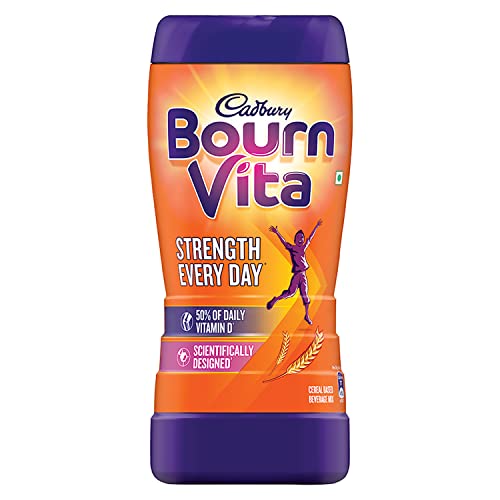 Cadbury
Bourn
Vita
STRENGTH
EVERY DAY*
50% OF DAILY
VITAMIN D*
SCIENTIFICALLY
DESIGNED*
CEREAL BASED
BEVERAGE MIX